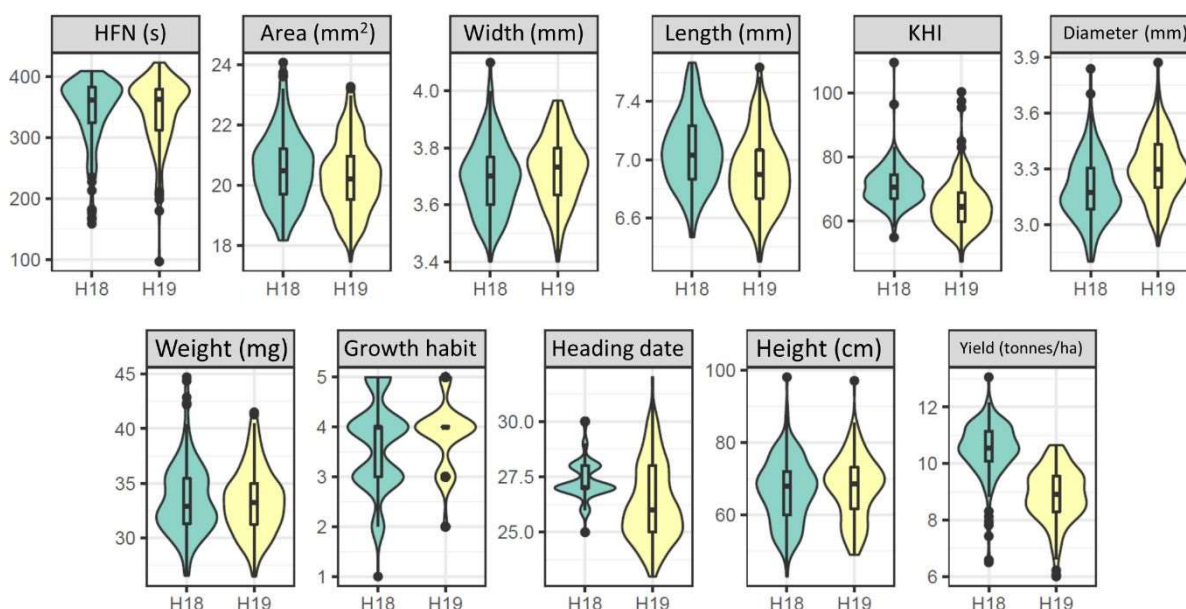 HFN (s)
Area (mm²)
Width (mm)
Length (mm)
KHI
Diameter (mm)
400
300
200
100
24
22
20
18
4.0
3.8
3.6
3.4
7.4
7.0
6.6
100
80
60
3.9
3.6
3.3
3.0
H18 H19
H18 H19
H18 H19
H18 H19
H18 H19
H18 H19
Weight (mg)
Growth habit
Heading date
Height (cm)
Yield (tonnes/ha)
45
40
35
30
5
4
3
2
1
30.0
27.5
25.0
100
80
60
12
10
8
6
H18 H19
H18 H19
H18 H19
H18 H19
H18 H19